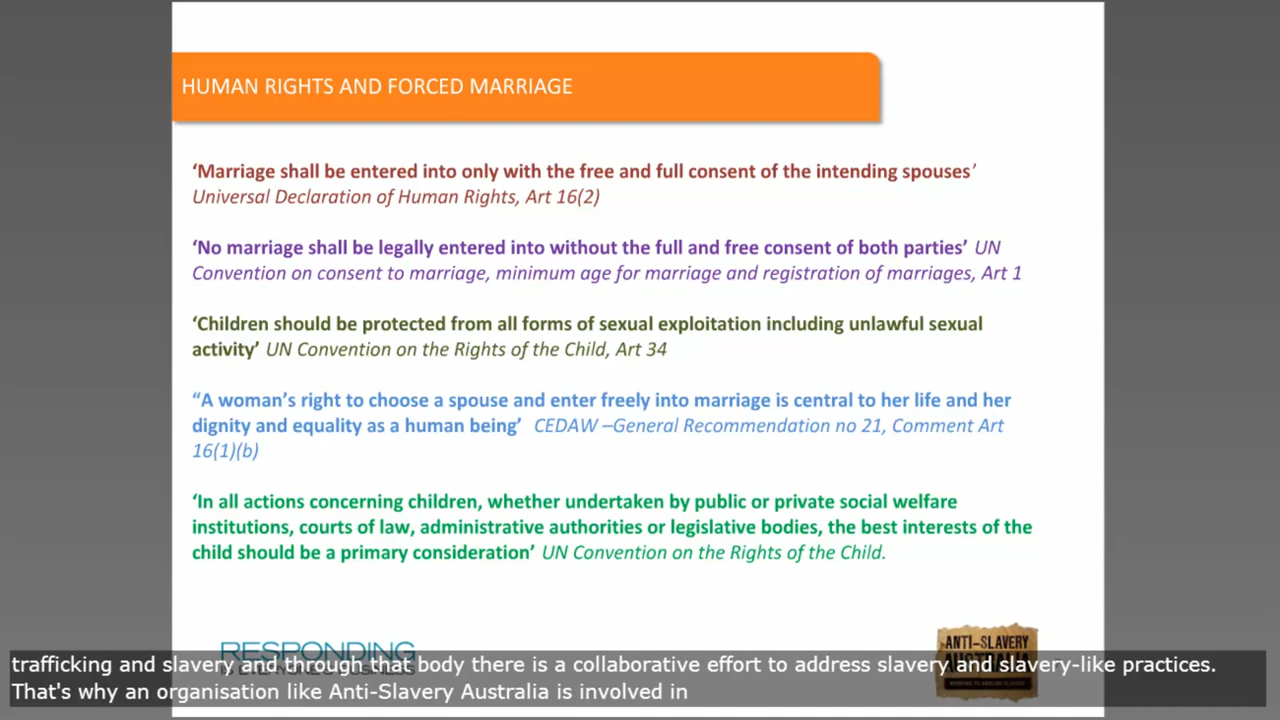 HUMAN RIGHTS AND FORCED MARRIAGE
‘Marriage shall be entered into only with the free and full consent of the intending spouses’
Universal Declaration of Human Rights, Art 16(2)
‘No marriage shall be legally entered into without the full and free consent of both parties’ UN
Convention on consent to marriage, minimum age for marriage and registration of marriages, Art 1
‘Children should be protected from all forms of sexual exploitation including unlawful sexual
activity’ UN Convention on the Rights of the Child, Art 34
“A woman’s right to choose a spouse and enter freely into marriage is central to her life and her
dignity and equality as a human being’ CEDAW –General Recommendation no 21, Comment Art
16(1)(b)
‘In all actions concerning children, whether undertaken by public or private social welfare
institutions, courts of law, administrative authorities or legislative bodies, the best interests of the
child should be a primary consideration’ UN Convention on the Rights of the Child.
RESPONDING
IS EVERYONE'S BUSINESS
ANTI-SLAVERY
AUSTRALIA
trafficking and slavery and through that body there is a collaborative effort to address slavery and slavery-like practices.
That's why an organisation like Anti-Slavery Australia is involved in